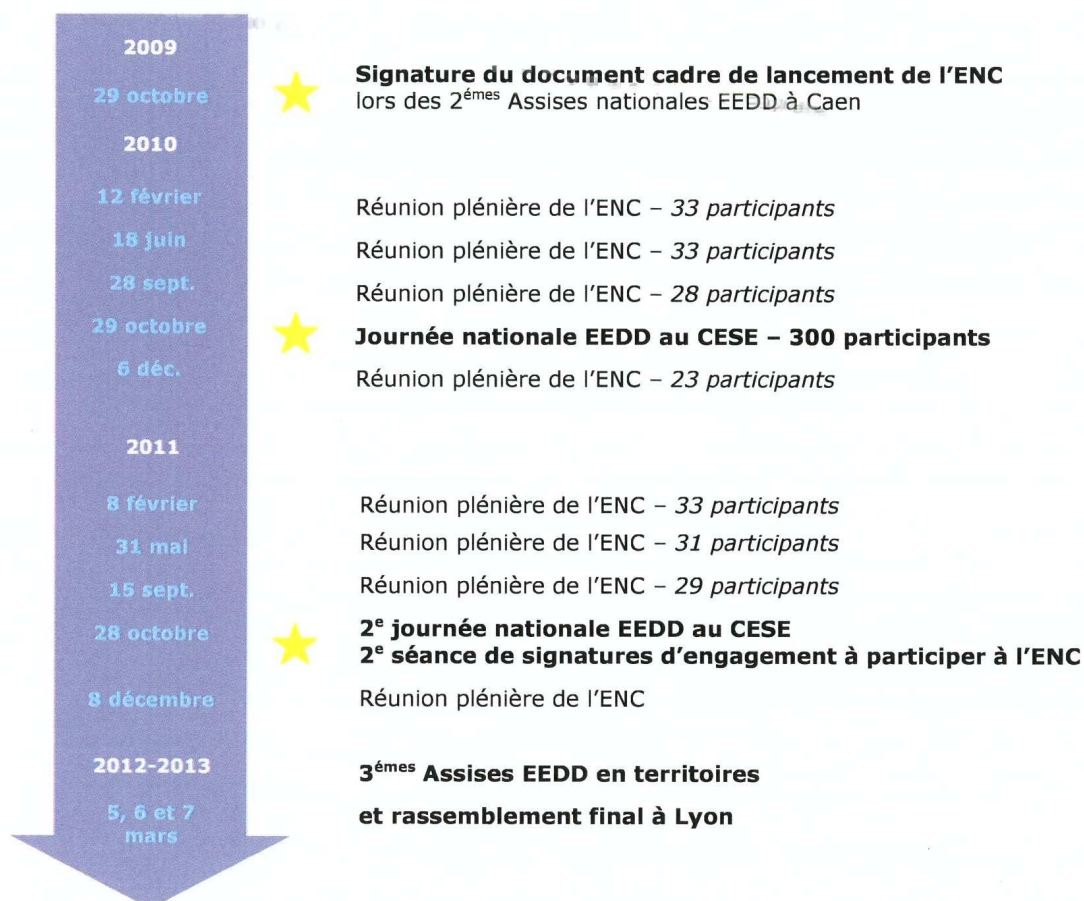 2009
29 octobre
Signature du document cadre de lancement de l’ENC
lors des 2émes Assises nationales EEDD à Caen
2010
12 février
Réunion plénière de l’ENC – 33 participants
18 juin
Réunion plénière de l’ENC – 33 participants
28 sept.
Réunion plénière de l’ENC – 28 participants
29 octobre
Journée nationale EEDD au CESE – 300 participants
6 déc.
Réunion plénière de l’ENC – 23 participants
2011
8 février
Réunion plénière de l’ENC – 33 participants
31 mai
Réunion plénière de l’ENC – 31 participants
15 sept.
Réunion plénière de l’ENC – 29 participants
28 octobre
2e journée nationale EEDD au CESE
2e séance de signatures d’engagement à participer à l’ENC
8 décembre
Réunion plénière de l’ENC
2012-2013
3émes Assises EEDD en territoires
5, 6 et 7
mars
et rassemblement final à Lyon